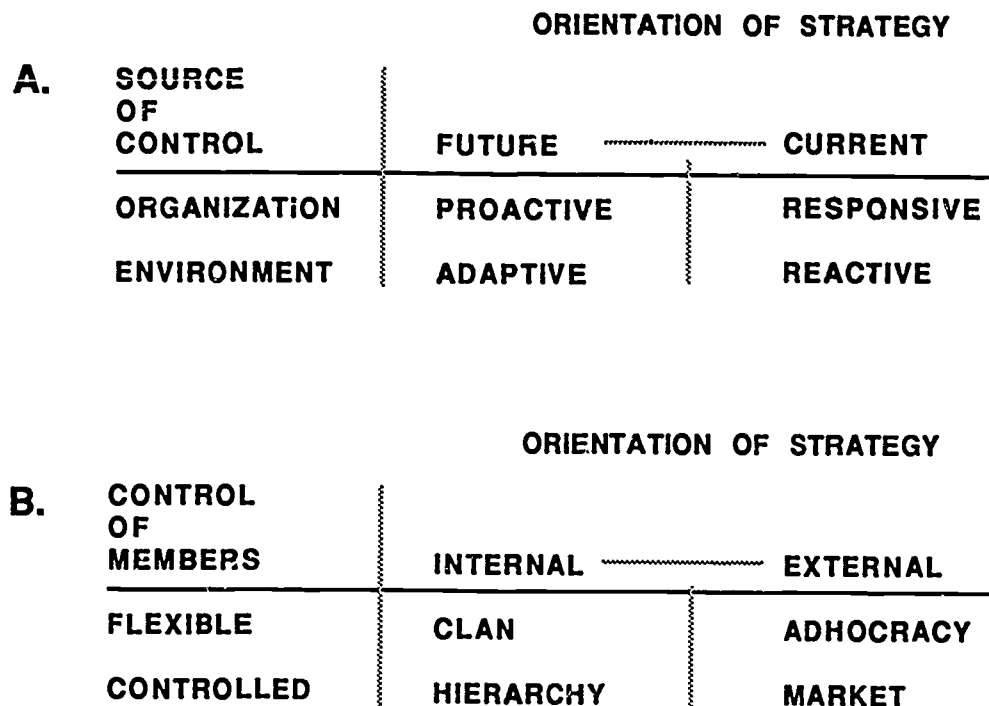 ORIENTATION OF STRATEGY
A. SOURCE
OF
CONTROL FUTURE CURRENT
ORGANIZATION PROACTIVE RESPONSIVE
ENVIRONMENT ADAPTIVE REACTIVE
ORIENTATION OF STRATEGY
B. CONTROL
OF
MEMBERS INTERNAL EXTERNAL
FLEXIBLE CLAN ADHOCRACY
CONTROLLED HIERARCHY MARKET